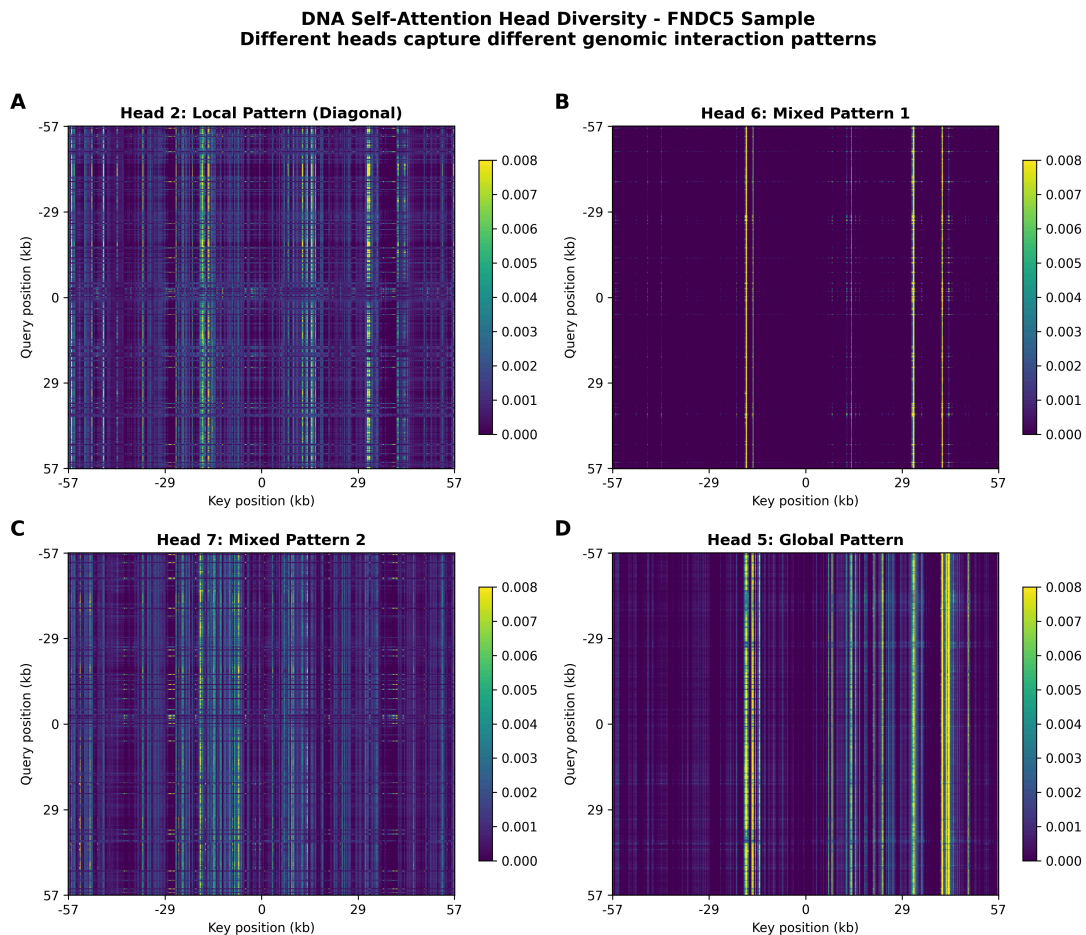 DNA Self-Attention Head Diversity - FNDC5 Sample
Different heads capture different genomic interaction patterns
A
Head 2: Local Pattern (Diagonal)
-57
-29
0
29
57
Query position (kb)
-57 -29 0 29 57
Key position (kb)
0.008
0.007
0.006
0.005
0.004
0.003
0.002
0.001
0.000
B
Head 6: Mixed Pattern 1
-57
-29
0
29
57
Query position (kb)
-57 -29 0 29 57
Key position (kb)
0.008
0.007
0.006
0.005
0.004
0.003
0.002
0.001
0.000
C
Head 7: Mixed Pattern 2
-57
-29
0
29
57
Query position (kb)
-57 -29 0 29 57
Key position (kb)
0.008
0.007
0.006
0.005
0.004
0.003
0.002
0.001
0.000
D
Head 5: Global Pattern
-57
-29
0
29
57
Query position (kb)
-57 -29 0 29 57
Key position (kb)
0.008
0.007
0.006
0.005
0.004
0.003
0.002
0.001
0.000